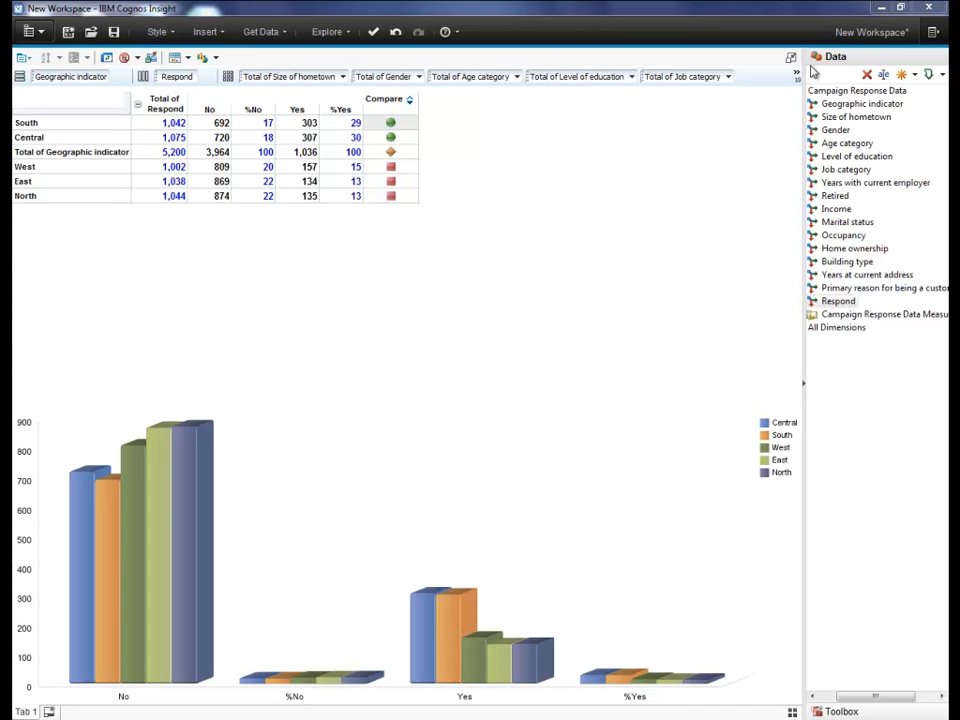 New Workspace - IBM Cognos Insight
Style Insert Get Data Explore New Workspace*
Geographic indicator Respond Total of Size of hometown Total of Gender Total of Age category Total of Level of education Total of Job category
Total of Respond No %No Yes %Yes Compare
South 1,042 692 17 303 29
Central 1,075 720 18 307 30
Total of Geographic indicator 5,200 3,964 100 1,036 100
West 1,002 809 20 157 15
East 1,038 869 22 134 13
North 1,044 874 22 135 13
Data
Campaign Response Data
Geographic indicator
Size of hometown
Gender
Age category
Level of education
Job category
Years with current employer
Retired
Income
Marital status
Occupancy
Home ownership
Building type
Years at current address
Primary reason for being a custo
Respond
Campaign Response Data Measu
All Dimensions
900
800
700
600
500
400
300
200
100
0
No %No Yes %Yes
Central
South
West
East
North
Tab 1
Toolbox